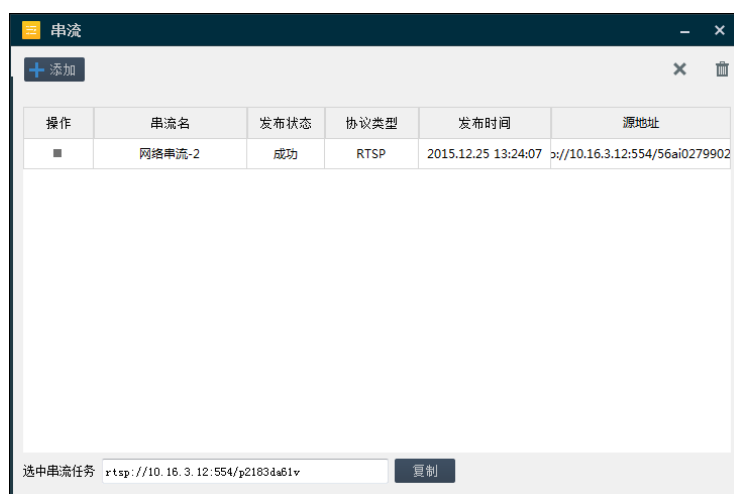 串流
添加
操作 串流名 发布状态 协议类型 发布时间 源地址
网络串流-2 成功 RTSP 2015.12.25 13:24:07 ://10.16.3.12:554/56ai0279902
选中串流任务 rtsp://10.16.3.12:554/p2183da61v 复制